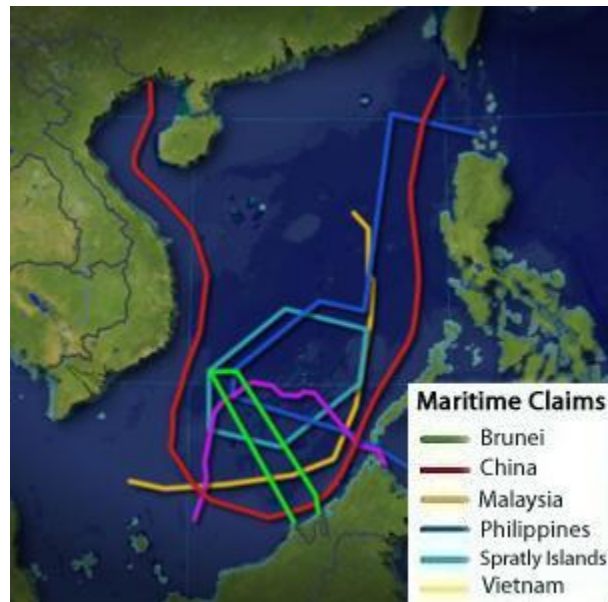 Maritime Claims
Brunei
China
Malaysia
Philippines
Spratly Islands
Vietnam